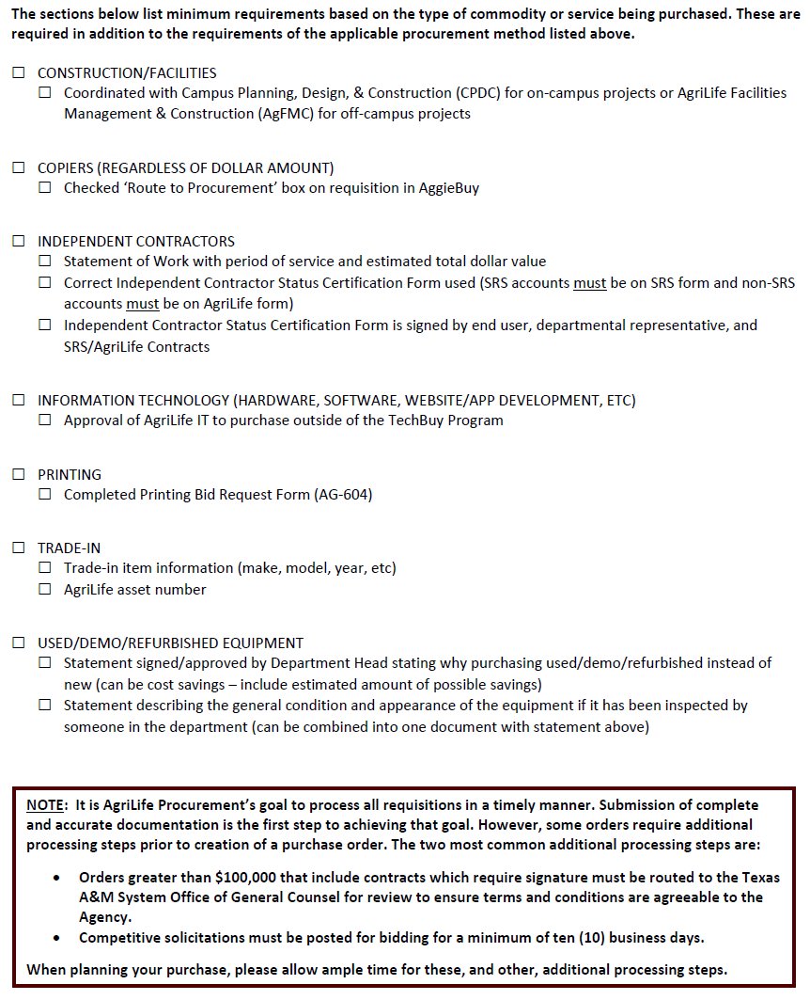 The sections below list minimum requirements based on the type of commodity or service being purchased. These are
required in addition to the requirements of the applicable procurement method listed above.
☐ CONSTRUCTION/FACILITIES
☐ Coordinated with Campus Planning, Design, & Construction (CPDC) for on-campus projects or AgriLife Facilities
Management & Construction (AgFMC) for off-campus projects
☐ COPIERS (REGARDLESS OF DOLLAR AMOUNT)
☐ Checked ‘Route to Procurement’ box on requisition in AggieBuy
☐ INDEPENDENT CONTRACTORS
☐ Statement of Work with period of service and estimated total dollar value
☐ Correct Independent Contractor Status Certification Form used (SRS accounts must be on SRS form and non-SRS
accounts must be on AgriLife form)
☐ Independent Contractor Status Certification Form is signed by end user, departmental representative, and
SRS/AgriLife Contracts
☐ INFORMATION TECHNOLOGY (HARDWARE, SOFTWARE, WEBSITE/APP DEVELOPMENT, ETC)
☐ Approval of AgriLife IT to purchase outside of the TechBuy Program
☐ PRINTING
☐ Completed Printing Bid Request Form (AG-604)
☐ TRADE-IN
☐ Trade-in item information (make, model, year, etc)
☐ AgriLife asset number
☐ USED/DEMO/REFURBISHED EQUIPMENT
☐ Statement signed/approved by Department Head stating why purchasing used/demo/refurbished instead of
new (can be cost savings – include estimated amount of possible savings)
☐ Statement describing the general condition and appearance of the equipment if it has been inspected by
someone in the department (can be combined into one document with statement above)
NOTE: It is AgriLife Procurement’s goal to process all requisitions in a timely manner. Submission of complete
and accurate documentation is the first step to achieving that goal. However, some orders require additional
processing steps prior to creation of a purchase order. The two most common additional processing steps are:
• Orders greater than $100,000 that include contracts which require signature must be routed to the Texas
A&M System Office of General Counsel for review to ensure terms and conditions are agreeable to the
Agency.
• Competitive solicitations must be posted for bidding for a minimum of ten (10) business days.
When planning your purchase, please allow ample time for these, and other, additional processing steps.